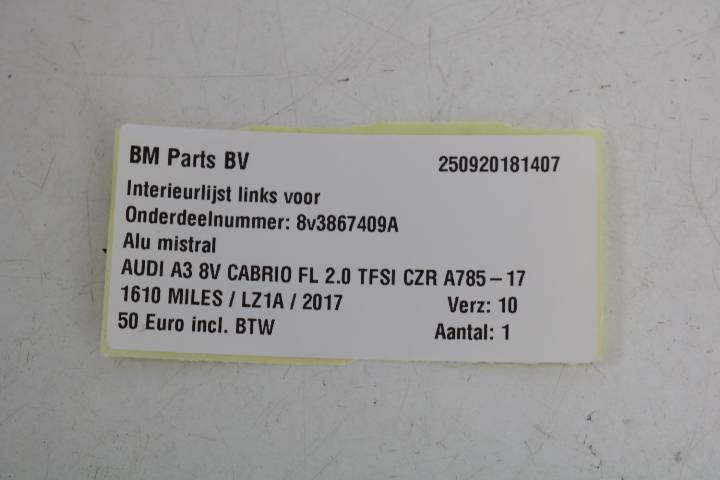 BM Parts BV 250920181407
Interieurlijst links voor
Onderdeelnummer: 8v3867409A
Alu mistral
AUDI A3 8V CABRIO FL 2.0 TFSI CZR A785-17
1610 MILES / LZ1A / 2017 Verz: 10
50 Euro incl. BTW Aantal: 1